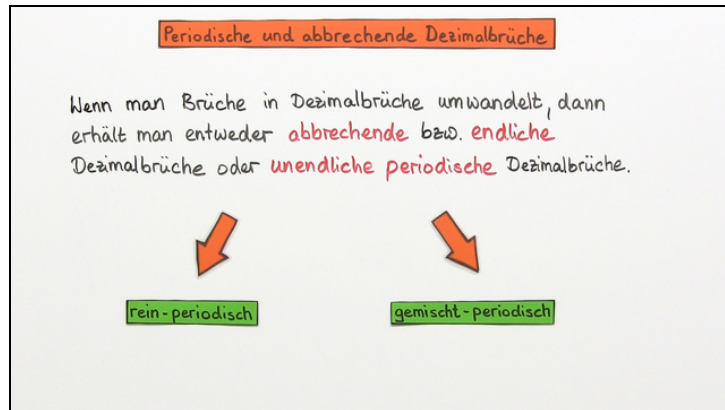 Periodische und abbrechende Dezimalbrüche
Wenn man Brüche in Dezimalbrüche umwandelt, dann
erhält man entweder abbrechende bzw. endliche
Dezimalbrüche oder unendliche periodische Dezimalbrüche.
rein-periodisch
gemischt-periodisch